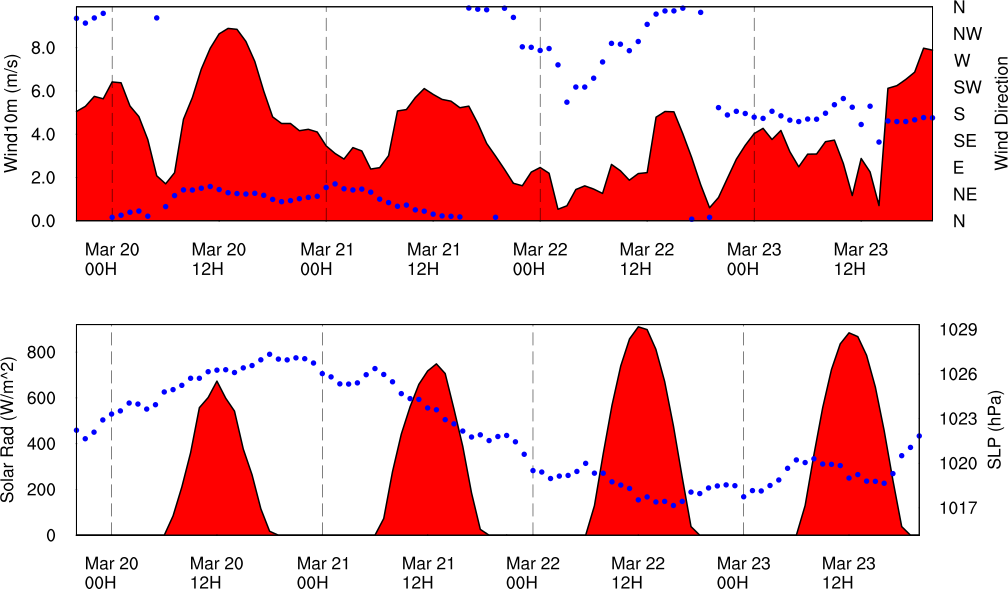 N
NW
W
SW
S
SE
E
NE
N
8.0
6.0
4.0
2.0
0.0
Wind10m (m/s)
Wind Direction
Mar 20 Mar 20 Mar 21 Mar 21 Mar 22 Mar 22 Mar 23 Mar 23
00H 12H 00H 12H 00H 12H 00H 12H
800
600
400
200
0
Solar Rad (W/m^2)
1029
1026
1023
1020
1017
SLP (hPa)
Mar 20 Mar 20 Mar 21 Mar 21 Mar 22 Mar 22 Mar 23 Mar 23
00H 12H 00H 12H 00H 12H 00H 12H